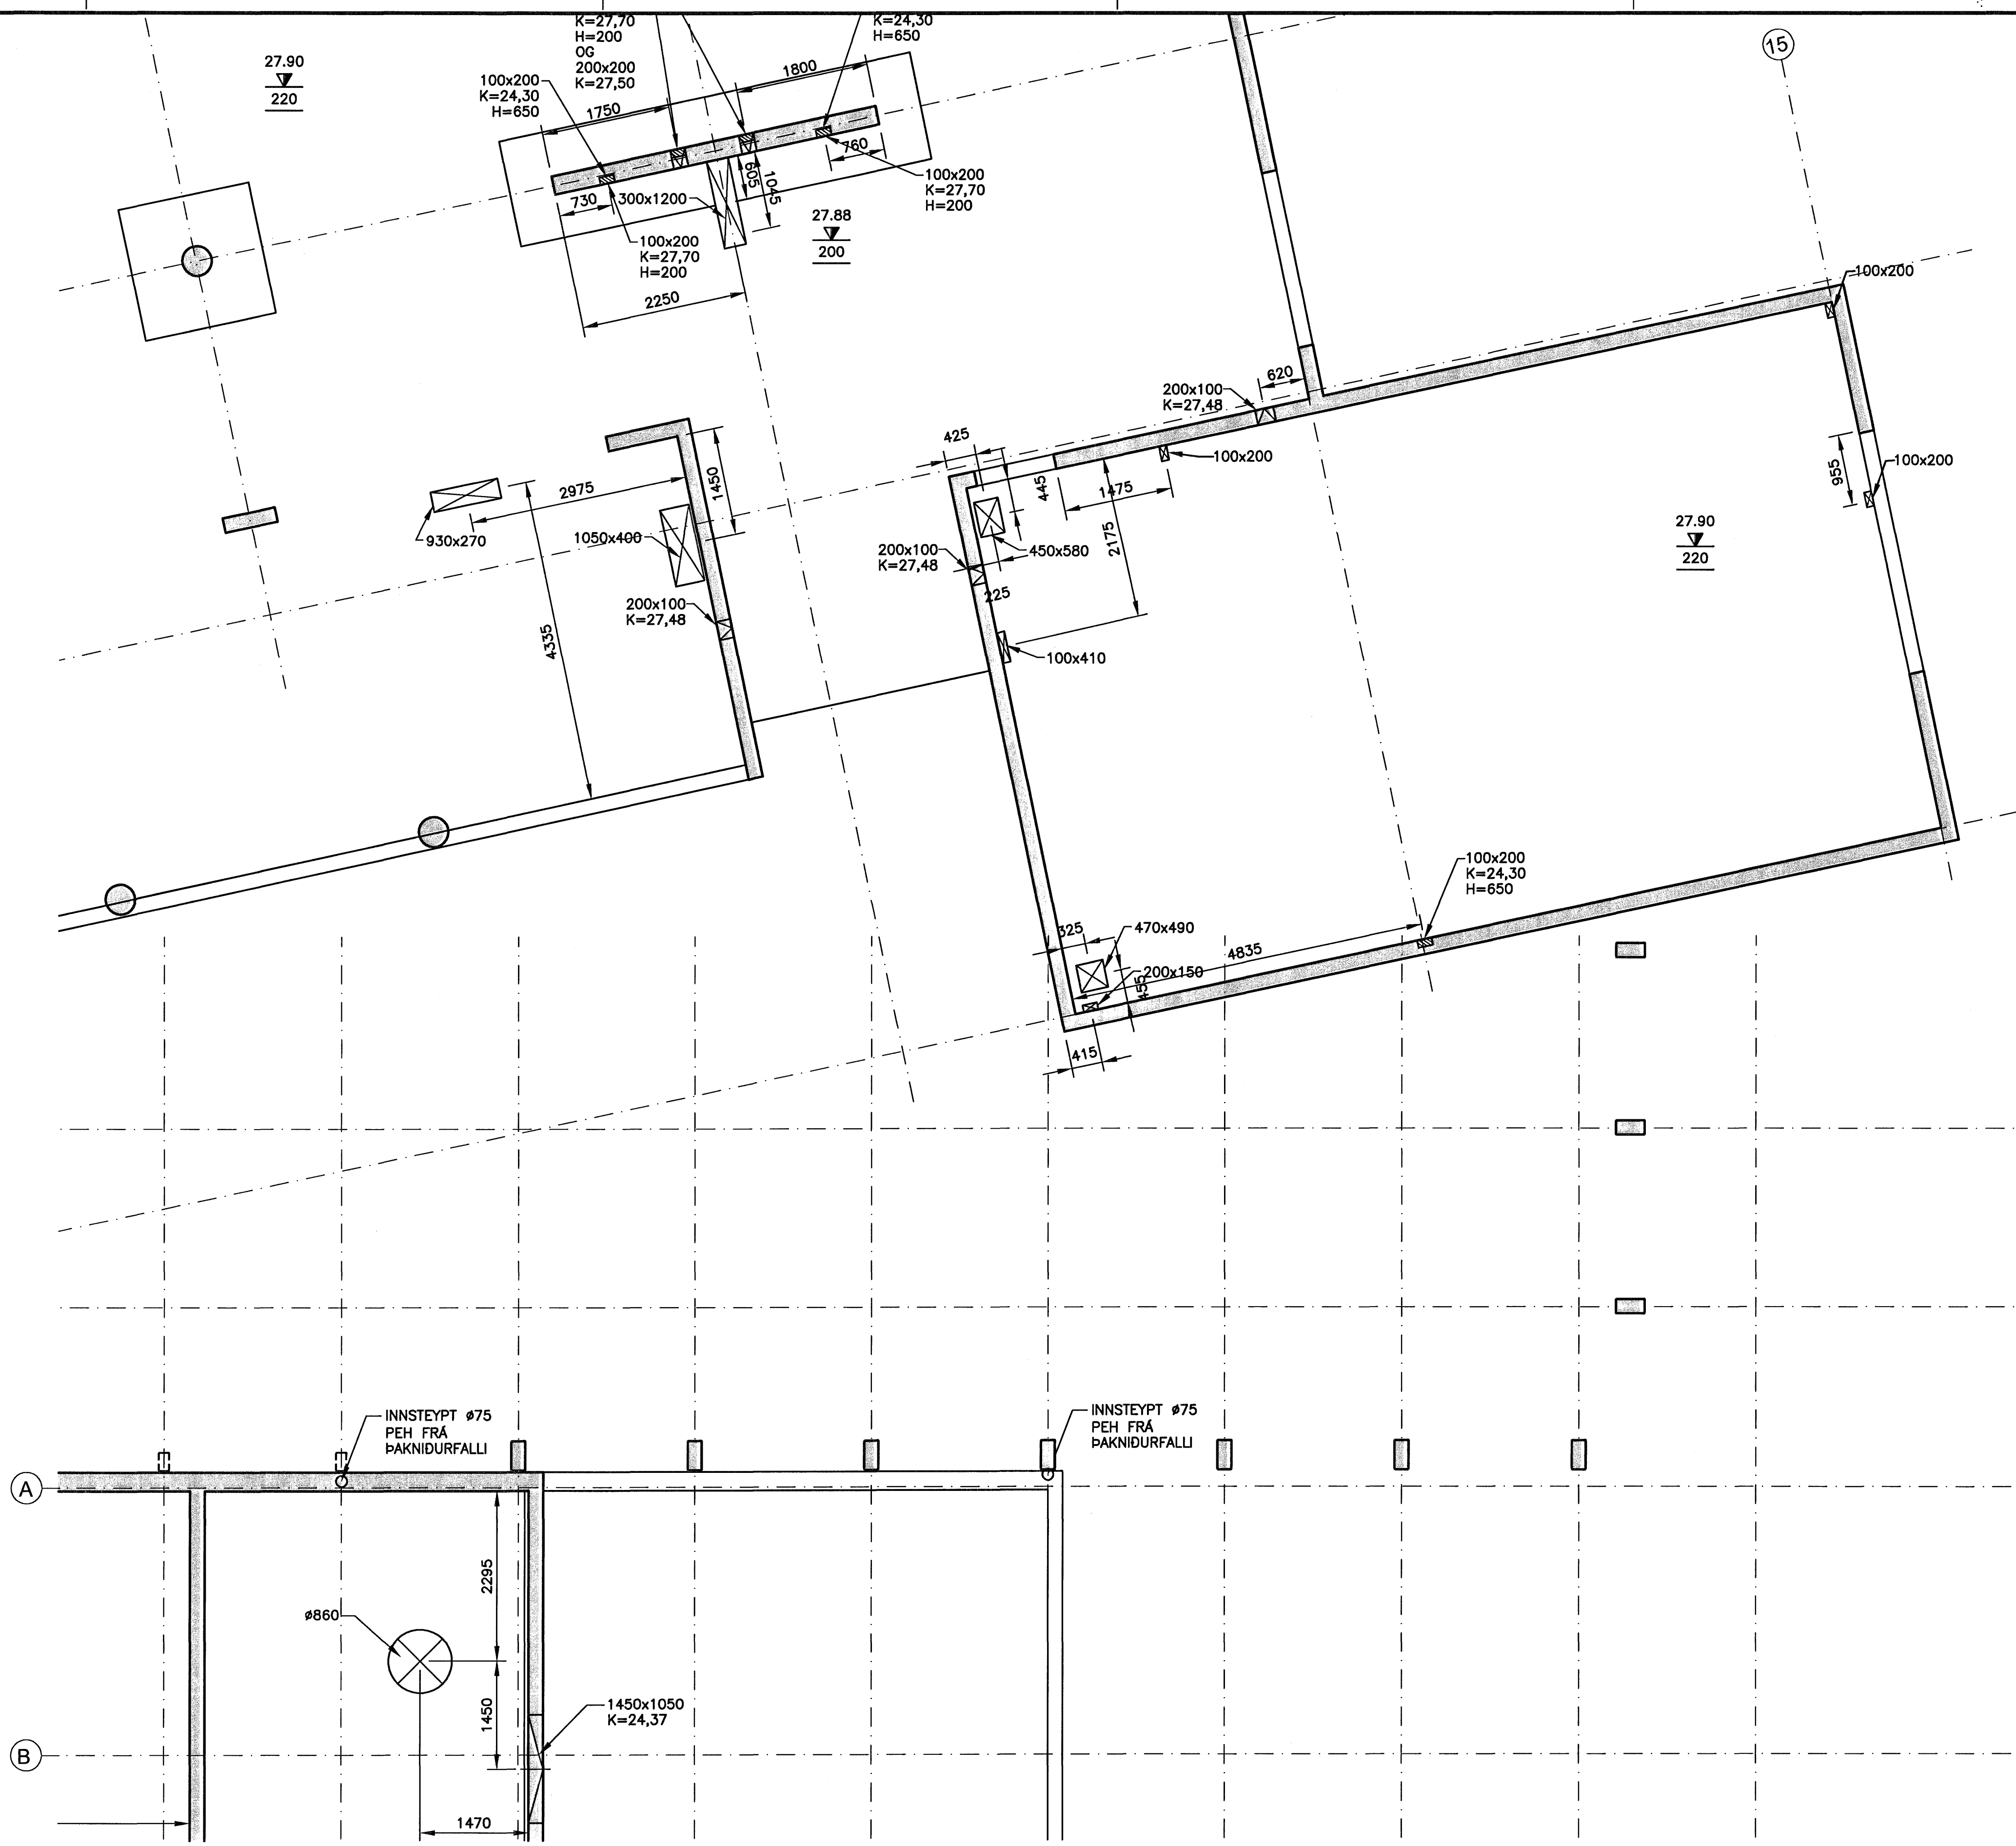 K=27,70
H=200
OG
200x200
K=27,50
K=24,30
H=650
15
27.90
220
100x200
K=24,30
H=650
1750
1800
760
605
1045
730
300x1200
100x200
K=27,70
H=200
100x200
K=27,70
H=200
27.88
200
2250
100x200
620
200x100
K=27,48
425
100x200
445
1475
2175
955
100x200
2975
1450
930x270
1050x400
450x580
200x100
K=27,48
225
27.90
220
200x100
K=27,48
4335
100x410
100x200
K=24,30
H=650
325
470x490
4835
200x150
455
415
INNSTEYPT ø75
PEH FRÁ
ÞAKNIÐURFALLI
INNSTEYPT ø75
PEH FRÁ
ÞAKNIÐURFALLI
A
2295
ø860
1450
1450x1050
K=24,37
B
1470